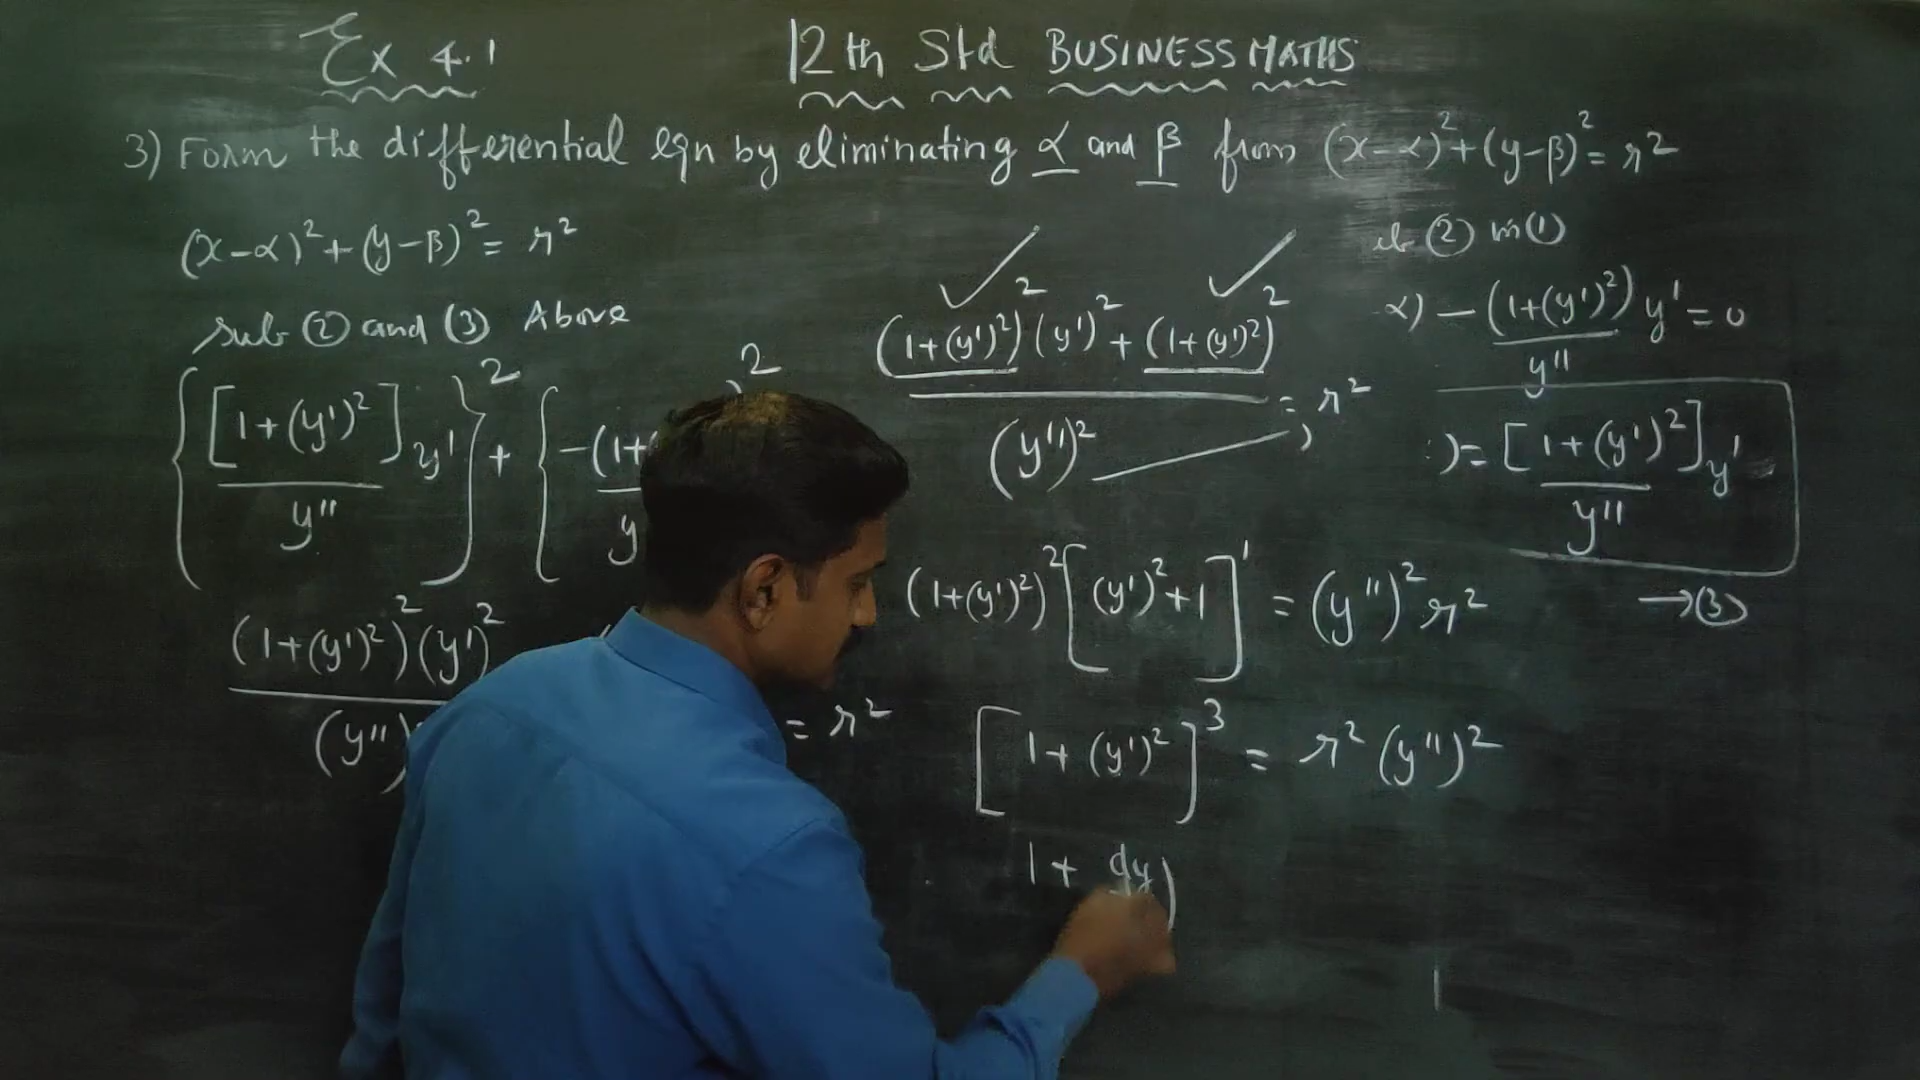 Ex 4.1
12th Std BUSINESS MATHS
3) Form the differential eqn by eliminating α and β from (x-α)²+(y-β)²= r²
(x-α)²+(y-β)²= r²
sub ② and ③ Above
{[1+(y')²]y'/y''}² + {-(1+ /y )²
(1+(y')²)²(y')² /(y'') = r²
(1+(y')²)²(y')²+(1+(y')²)² /(y'')² = r²
(1+(y')²)²[(y')²+1]' = (y'')² r²
[1+(y')²]³ = r² (y'')²
1+ dy)
② in (1)
α) -(1+(y')²)/y'' y' = 0
)= [1+(y')²]/y'' y'
→③